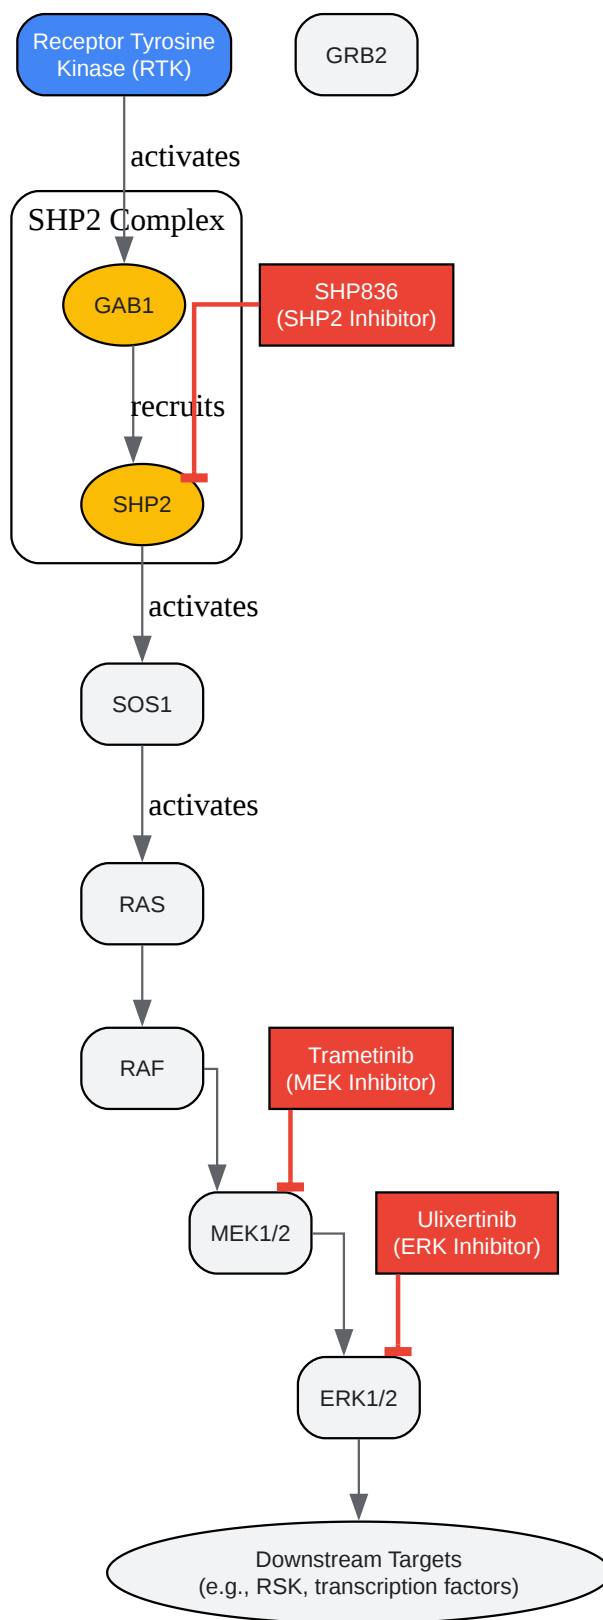 Receptor Tyrosine
Kinase (RTK)
GRB2
activates
SHP2 Complex
GAB1
SHP836
(SHP2 Inhibitor)
recruits
SHP2
activates
SOS1
activates
RAS
RAF
Trametinib
(MEK Inhibitor)
MEK1/2
Ulixertinib
(ERK Inhibitor)
ERK1/2
Downstream Targets
(e.g., RSK, transcription factors)